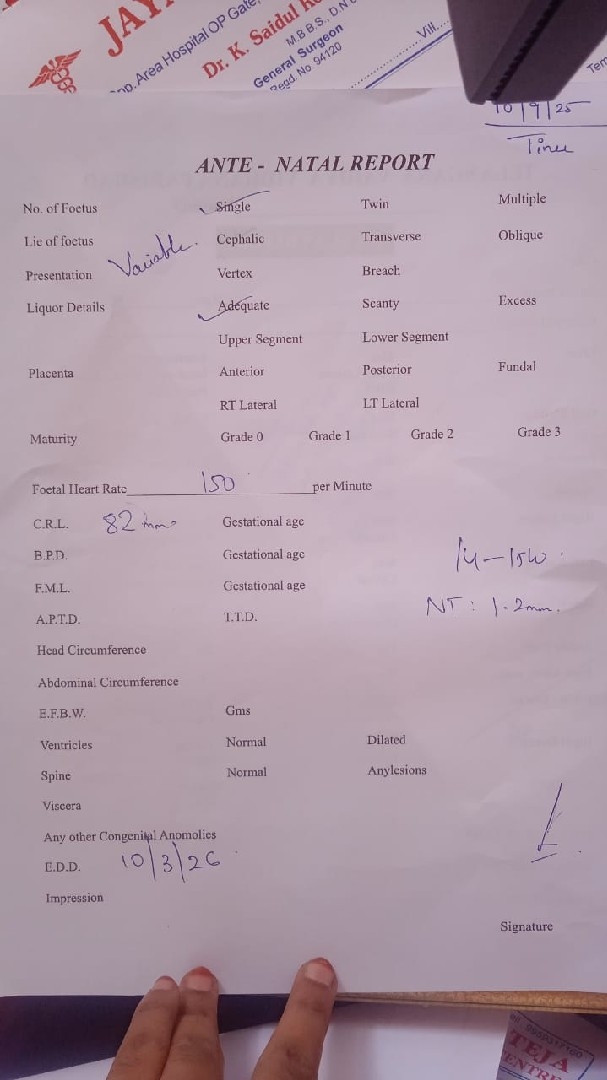 JAY
Area Hospital OP Gate,
Dr. K. Saidul
M.B.B.S., D.N
General Surgeon
Regd. No 94120
Vill.
Tem
10/9/25
Time
ANTE - NATAL REPORT
No. of Foetus Single Twin Multiple
Lie of foetus Variable. Cephalic Transverse Oblique
Presentation Vertex Breach
Liquor Details Adequate Scanty Excess
Upper Segment Lower Segment
Placenta Anterior Posterior Fundal
RT Lateral LT Lateral
Maturity Grade 0 Grade 1 Grade 2 Grade 3
Foetal Heart Rate 150 per Minute
C.R.L. 82 mm Gestational age
B.P.D. Gestational age 14-15W
F.M.L. Gestational age
NT : 1.2mm.
A.P.T.D. T.T.D.
Head Circumference
Abdominal Circumference
E.F.B.W. Gms
Ventricles Normal Dilated
Spine Normal Anylesions
Viscera
Any other Congenital Anomolies
E.D.D. 10/3/26
Impression
Signature
TEJA